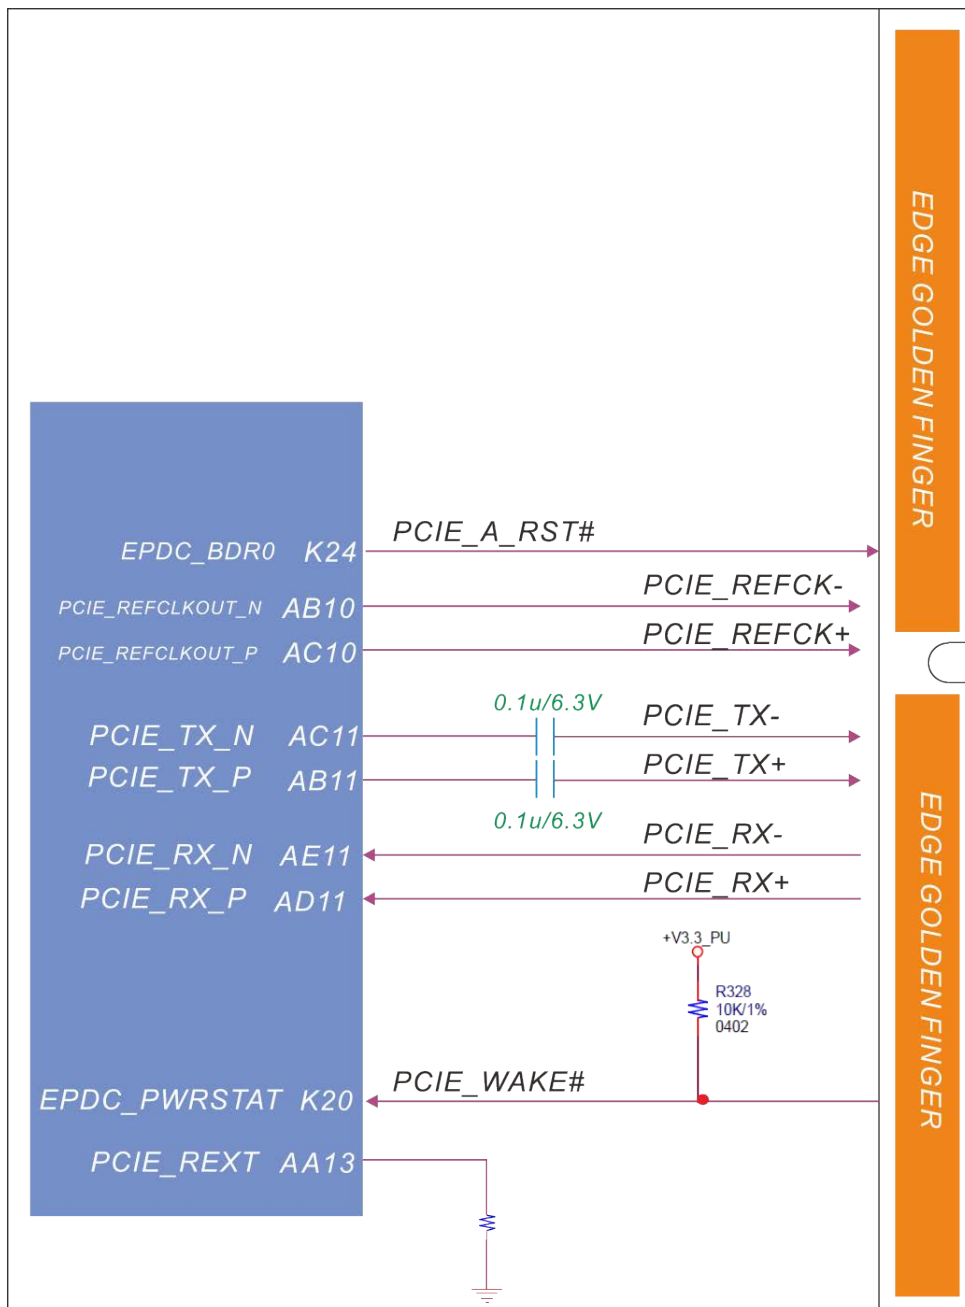 EDGE GOLDEN FINGER
EPDC_BDR0 K24 PCIE_A_RST#
PCIE_REFCLKOUT_N AB10 PCIE_REFCK-
PCIE_REFCLKOUT_P AC10 PCIE_REFCK+
0.1u/6.3V
PCIE_TX_N AC11 PCIE_TX-
PCIE_TX_P AB11 PCIE_TX+
0.1u/6.3V
PCIE_RX_N AE11 PCIE_RX-
PCIE_RX_P AD11 PCIE_RX+
+V3.3_PU
R328
10K/1%
0402
EPDC_PWRSTAT K20 PCIE_WAKE#
PCIE_REXT AA13
EDGE GOLDEN FINGER